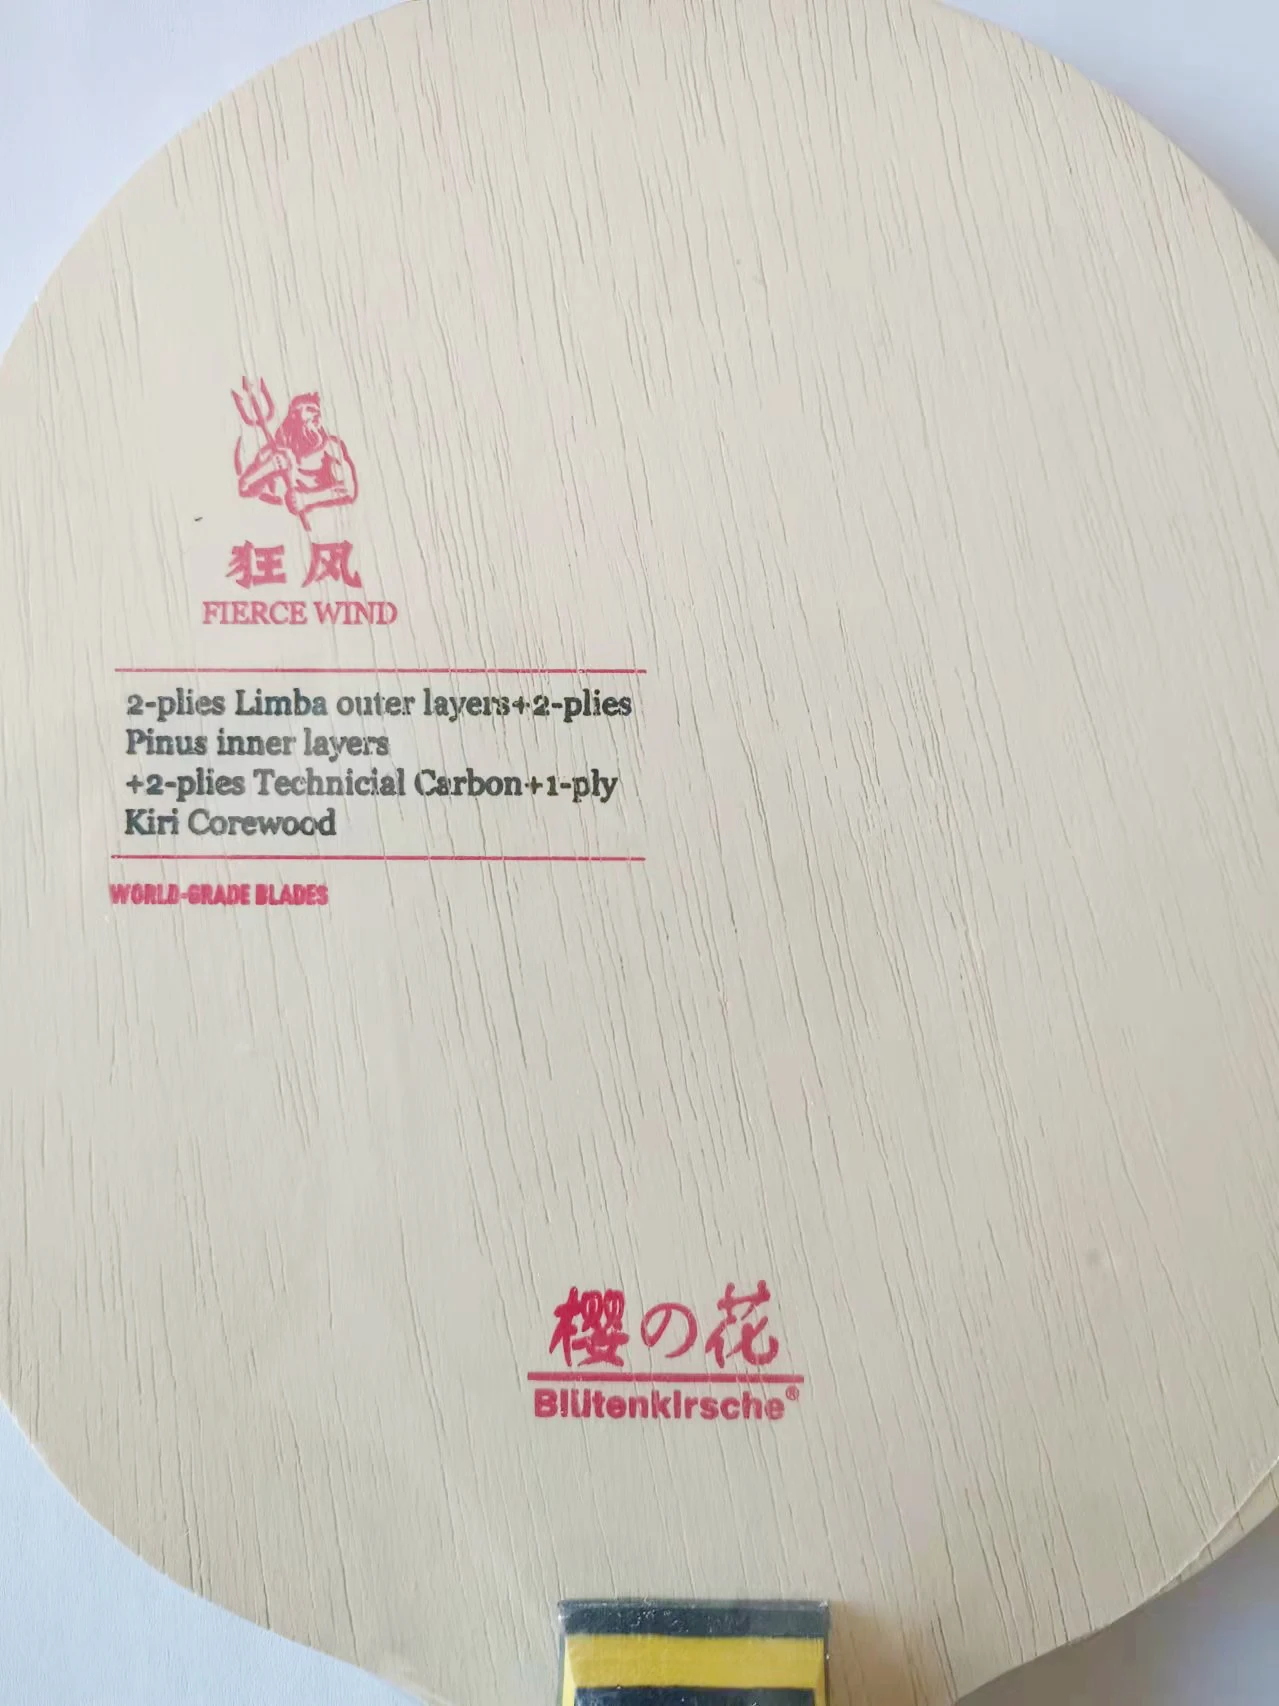 狂风
FIERCE WIND
2-plies Limba outer layers+2-plies
Pinus inner layers
+2-plies Technicial Carbon+1-ply
Kiri Corewood
WORLD-GRADE BLADES
櫻の花
Blütenkirsche®